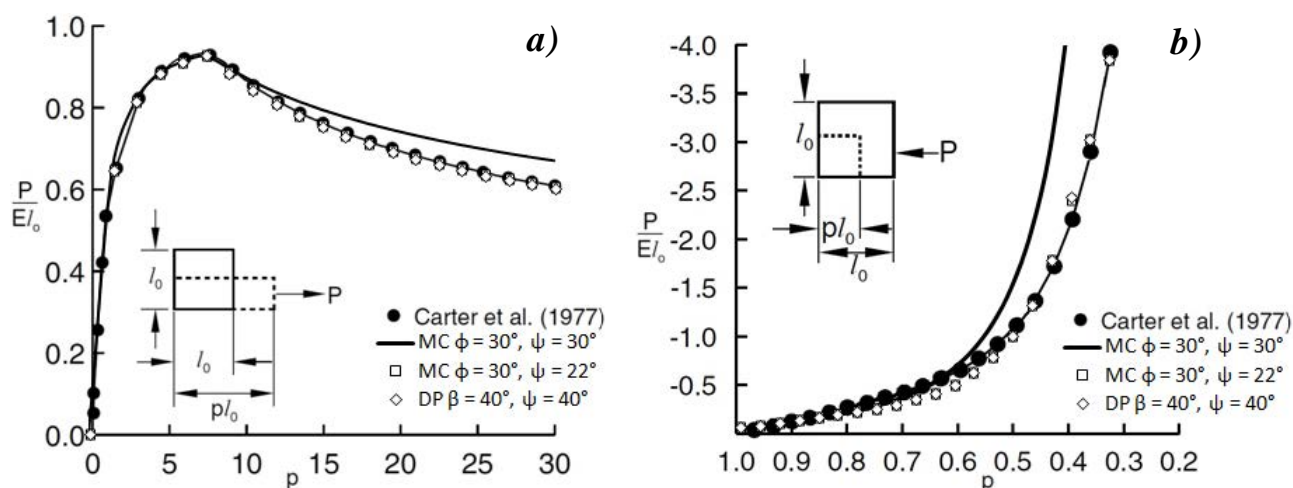 a)
1.0
0.8
0.6
0.4
0.2
0.0
P
El₀
0 5 10 15 20 25 30
p
l₀
P
l₀
pl₀
Carter et al. (1977)
MC ϕ = 30°, ψ = 30°
MC ϕ = 30°, ψ = 22°
DP β = 40°, ψ = 40°
b)
-4.0
-3.5
-3.0
-2.5
-2.0
-1.5
-1.0
-0.5
P
El₀
1.0 0.9 0.8 0.7 0.6 0.5 0.4 0.3 0.2
p
l₀
P
pl₀
l₀
Carter et al. (1977)
MC ϕ = 30°, ψ = 30°
MC ϕ = 30°, ψ = 22°
DP β = 40°, ψ = 40°